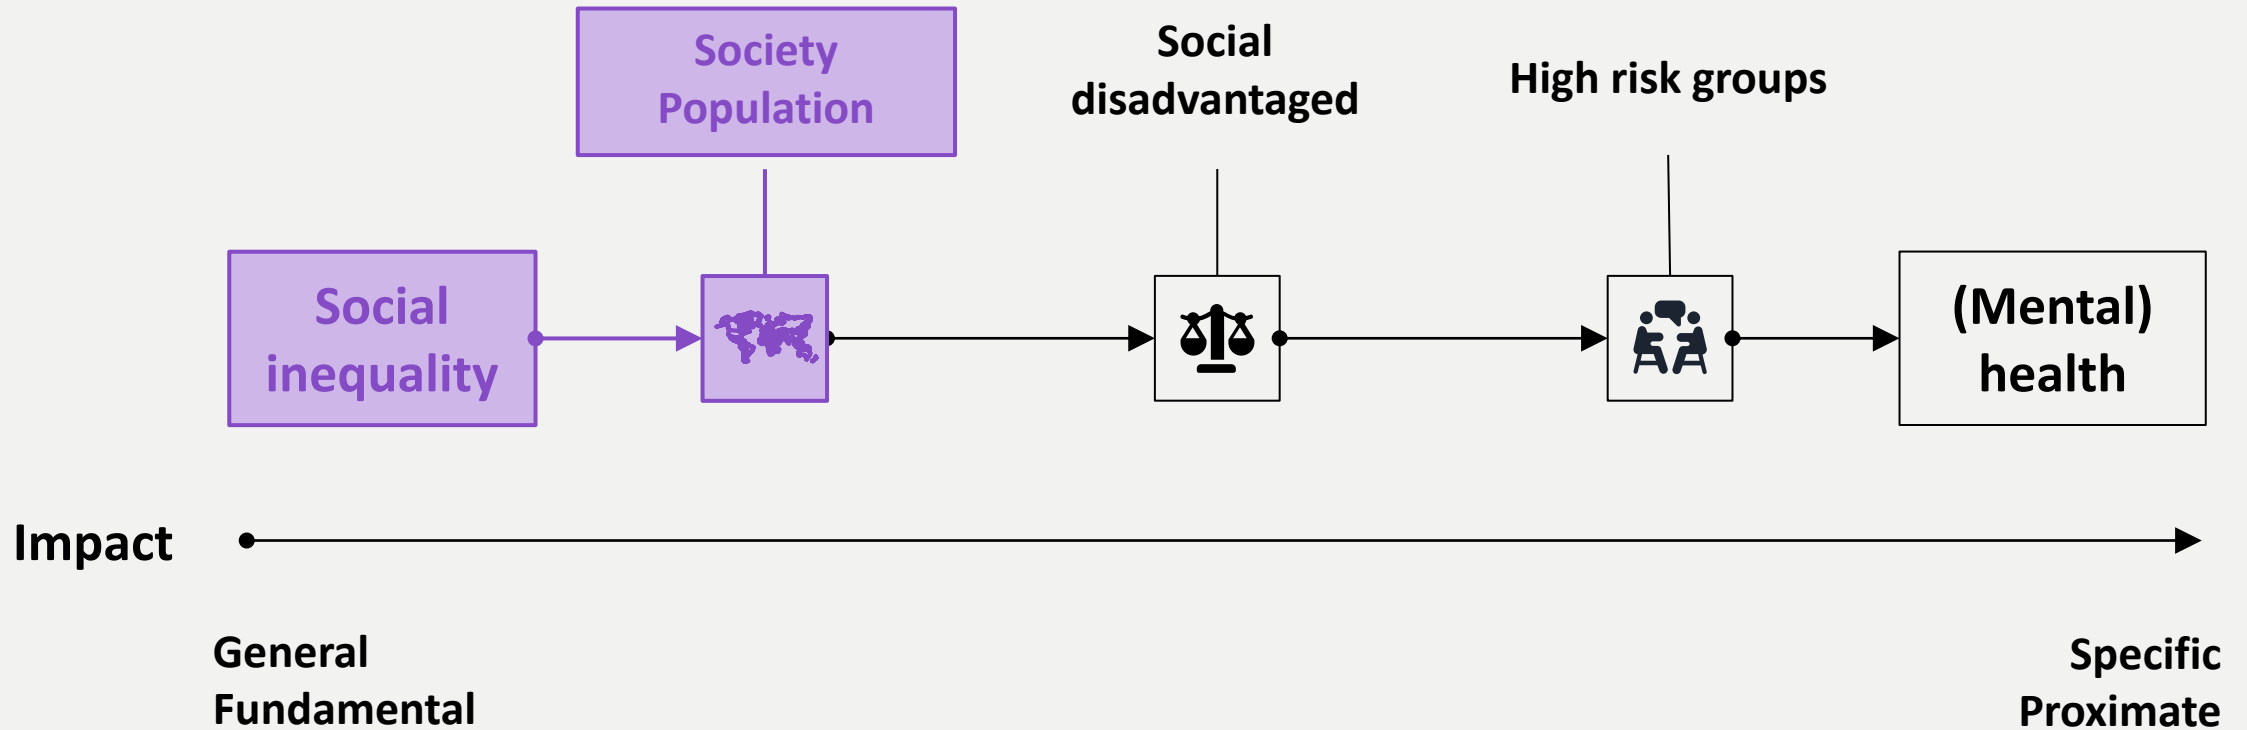 Society
Population
Social
disadvantaged
High risk groups
Social
inequality
(Mental)
health
Impact
General
Fundamental
Specific
Proximate